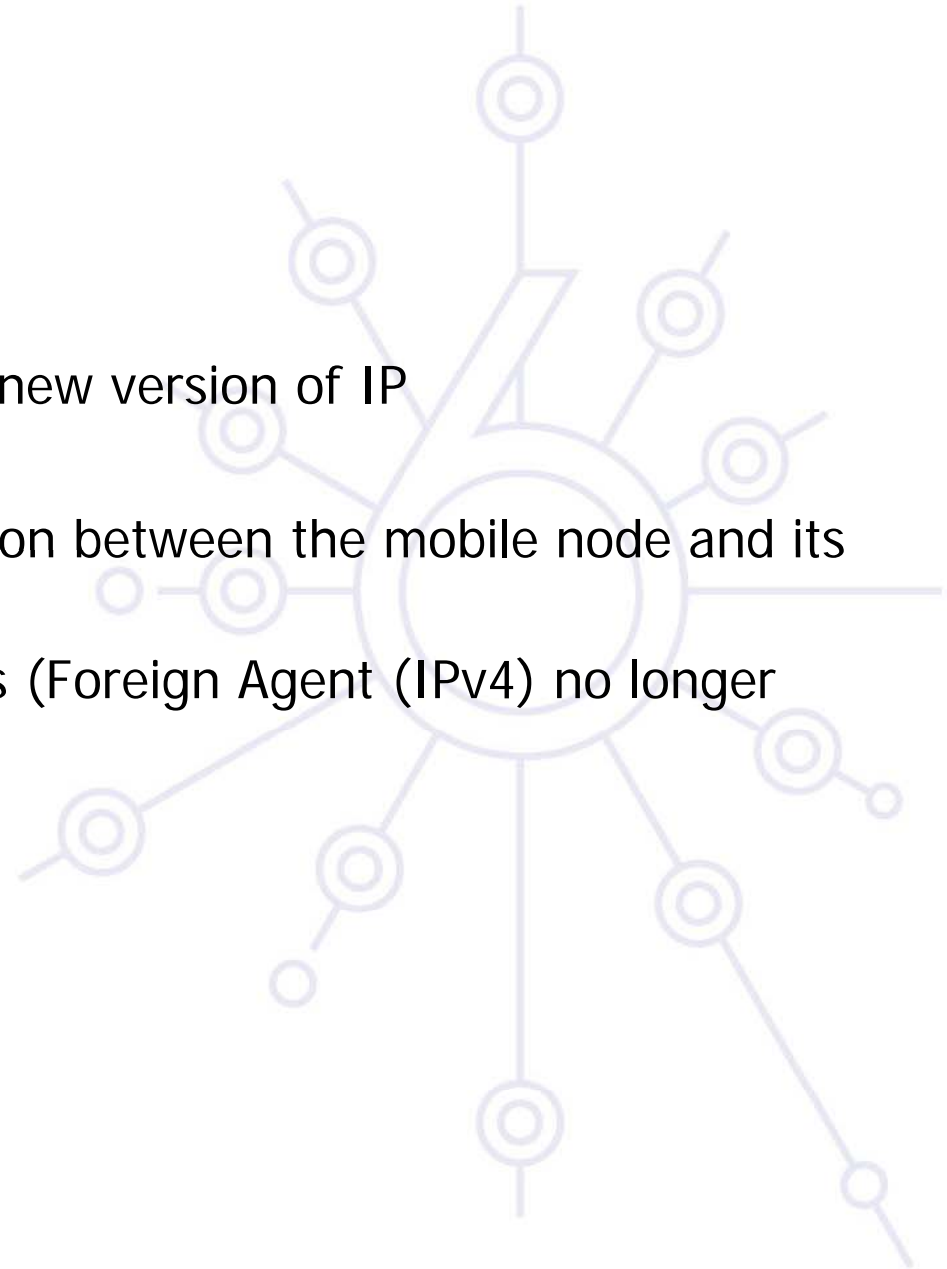 new version of IP
on between the mobile node and its
s (Foreign Agent (IPv4) no longer